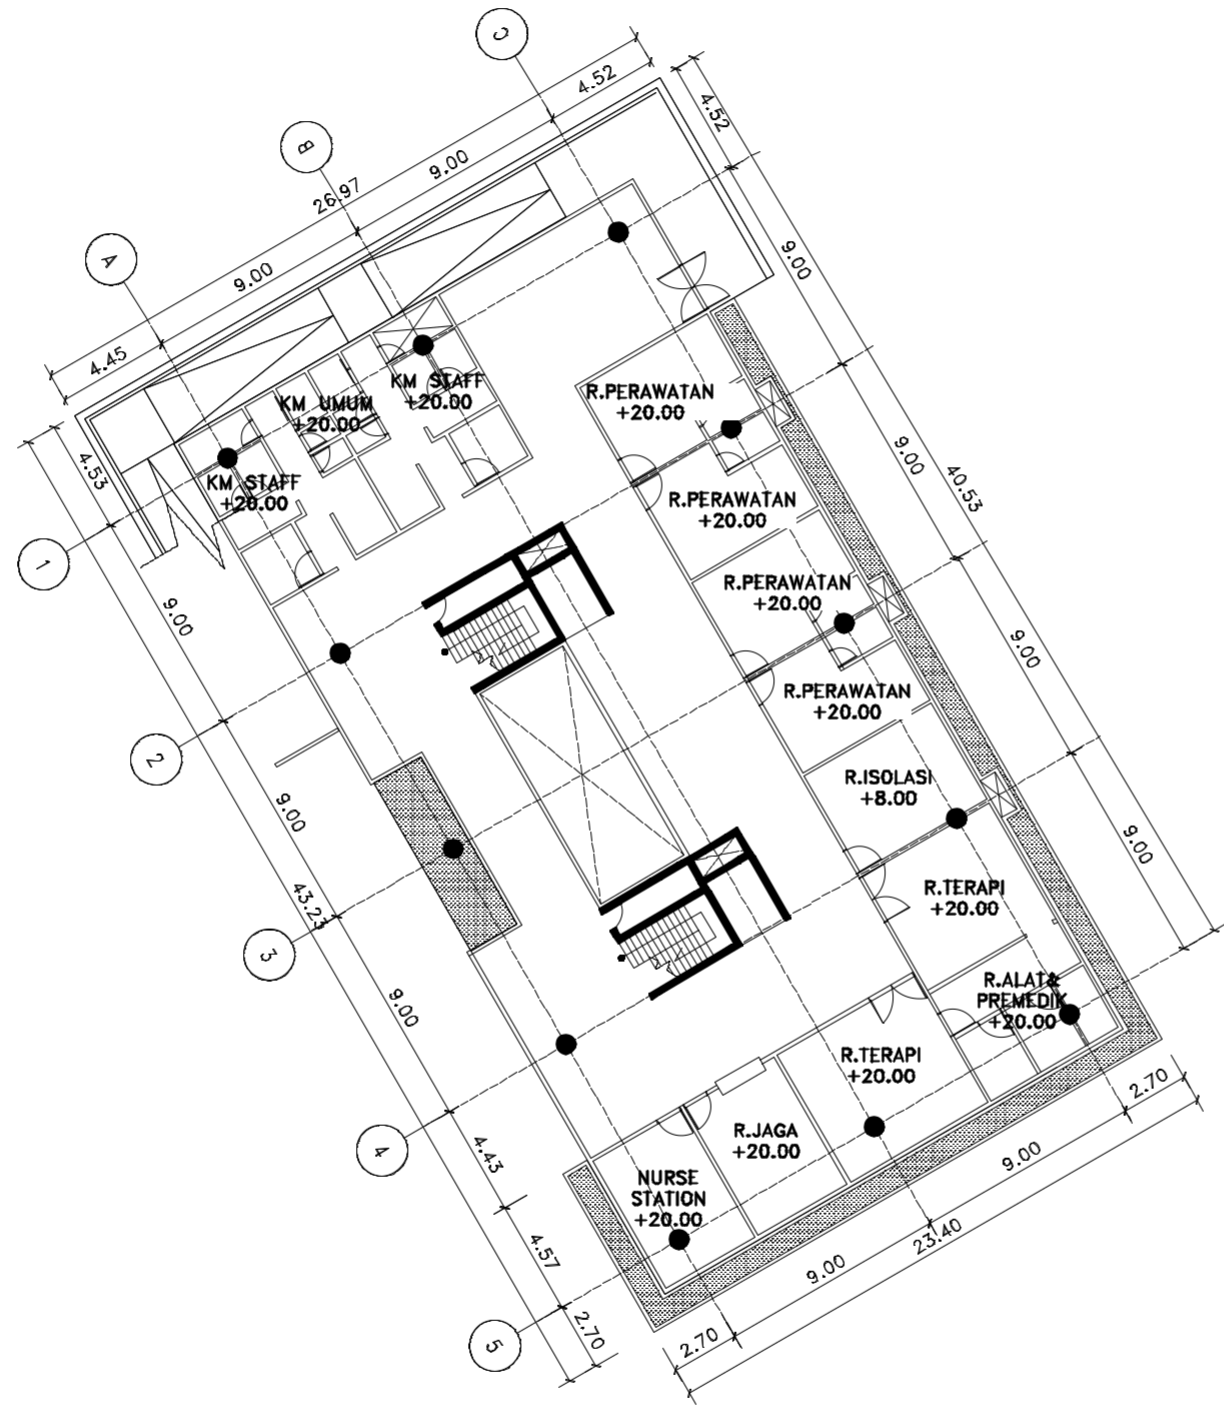 C
B
A
4.52
9.00
26.97
9.00
4.45
4.52
9.00
9.00
40.53
9.00
9.00
4.53
1
9.00
2
9.00
43.23
3
9.00
4
4.43
4.57
5
2.70
KM STAFF
+20.00
KM UMUM
+20.00
KM STAFF
+20.00
R.PERAWATAN
+20.00
R.PERAWATAN
+20.00
R.PERAWATAN
+20.00
R.PERAWATAN
+20.00
R.ISOLASI
+8.00
R.TERAPI
+20.00
R.ALAT&
PREMEDIK
+20.00
R.TERAPI
+20.00
R.JAGA
+20.00
NURSE
STATION
+20.00
2.70
9.00
23.40
9.00
2.70